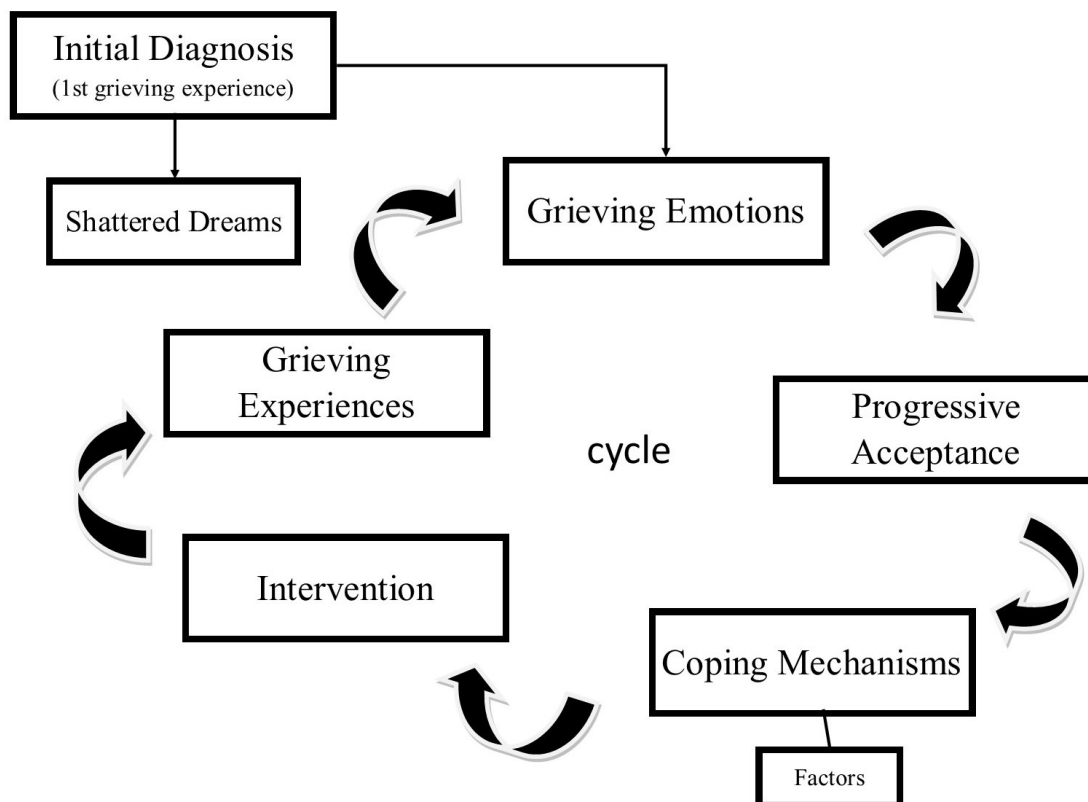 Initial Diagnosis
(1st grieving experience)
Shattered Dreams
Grieving Emotions
Grieving
Experiences
cycle
Progressive
Acceptance
Intervention
Coping Mechanisms
Factors